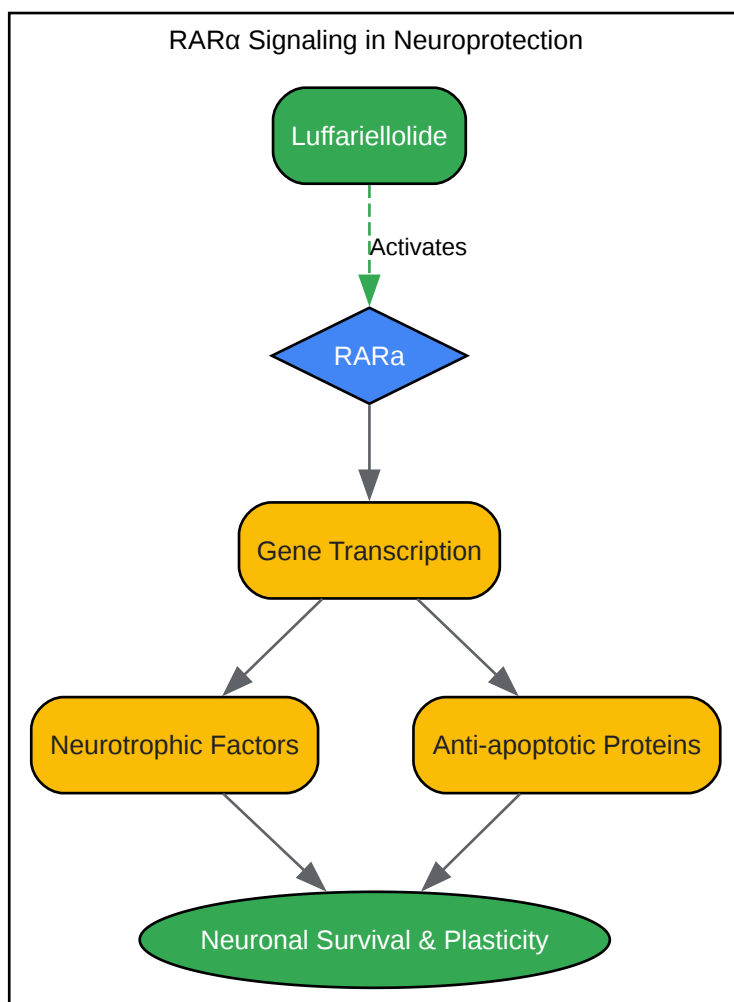 RARα Signaling in Neuroprotection
Luffariellolide
Activates
RARa
Gene Transcription
Neurotrophic Factors
Anti-apoptotic Proteins
Neuronal Survival & Plasticity